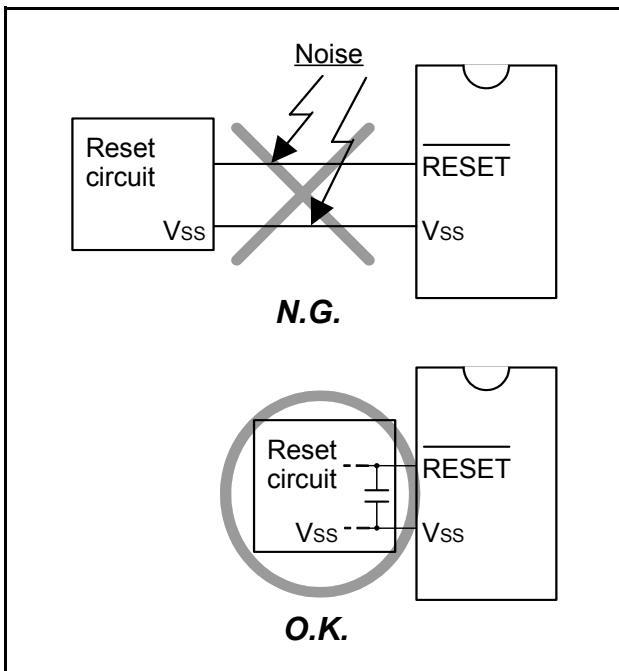 Noise
Reset
circuit
RESET
VSS
VSS
N.G.
Reset
circuit
RESET
VSS
VSS
O.K.